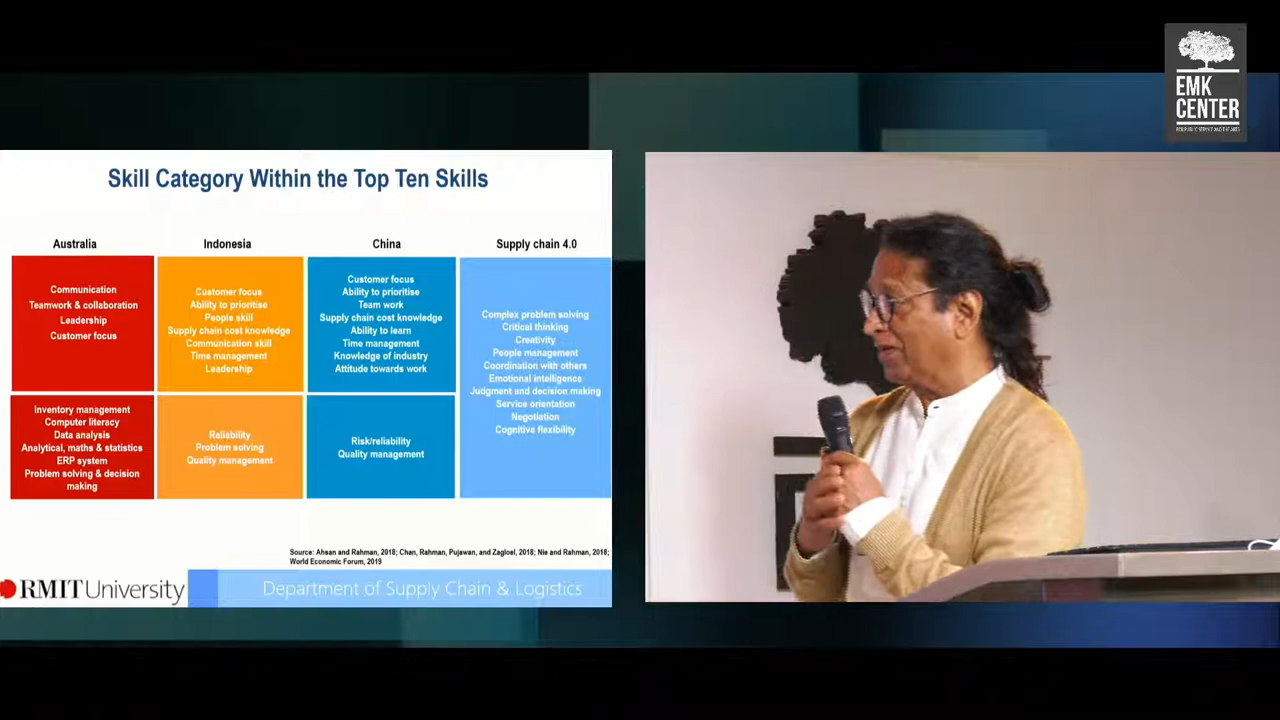 EMK
CENTER
FOR PUBLIC SERVICE AND THE ARTS
Skill Category Within the Top Ten Skills
Australia
Communication
Teamwork & collaboration
Leadership
Customer focus
Inventory management
Computer literacy
Data analysis
Analytical, maths & statistics
ERP system
Problem solving & decision
making
Indonesia
Customer focus
Ability to prioritise
People skill
Supply chain cost knowledge
Communication skill
Time management
Leadership
Reliability
Problem solving
Quality management
China
Customer focus
Ability to prioritise
Team work
Supply chain cost knowledge
Ability to learn
Time management
Knowledge of industry
Attitude towards work
Risk/reliability
Quality management
Supply chain 4.0
Complex problem solving
Critical thinking
Creativity
People management
Coordination with others
Emotional intelligence
Judgment and decision making
Service orientation
Negotiation
Cognitive flexibility
Source: Ahsan and Rahman, 2018; Chan, Rahman, Pujawan, and Zagloel, 2018; Nie and Rahman, 2018;
World Economic Forum, 2019
RMIT University
Department of Supply Chain & Logistics